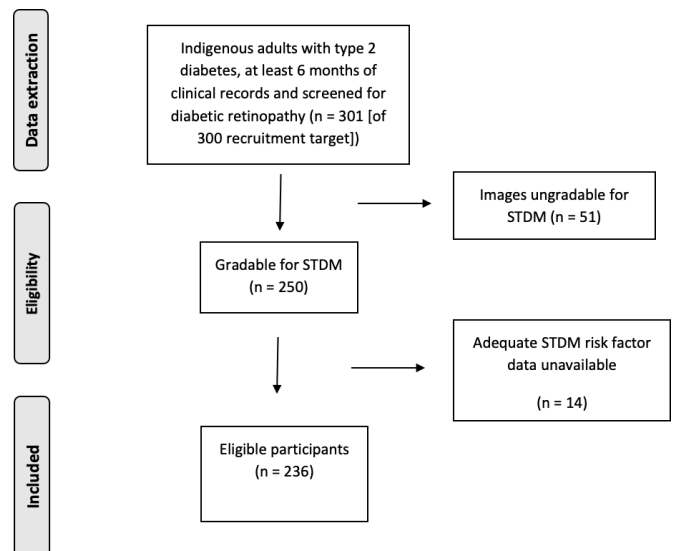 Data extraction
Indigenous adults with type 2
diabetes, at least 6 months of
clinical records and screened for
diabetic retinopathy (n = 301 [of
300 recruitment target])
Images ungradable for
STDM (n = 51)
Eligibility
Gradable for STDM
(n = 250)
Adequate STDM risk factor
data unavailable
(n = 14)
Included
Eligible participants
(n = 236)